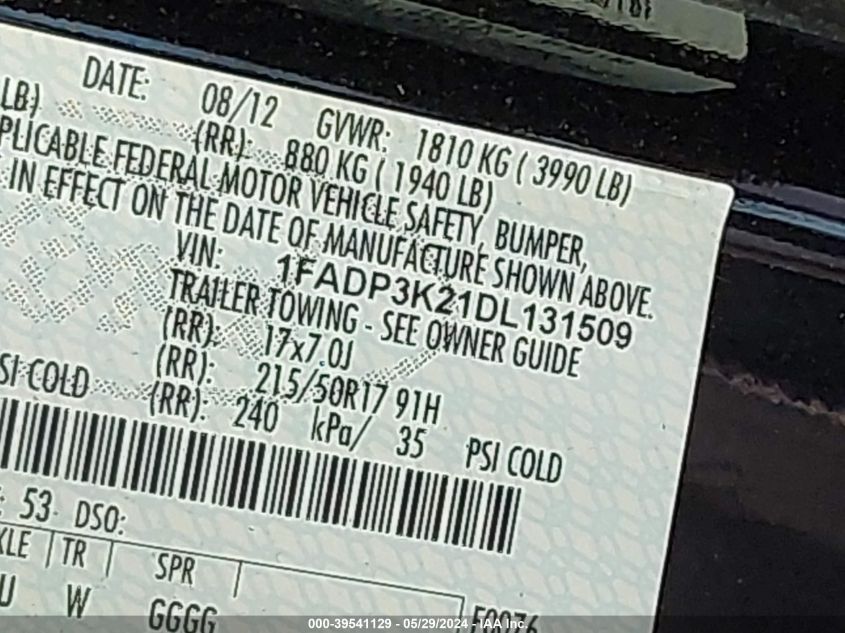 DATE: 08/12 GVWR: 1810 KG ( 3990 LB)
LB) (RR): 880 KG ( 1940 LB)
PLICABLE FEDERAL MOTOR VEHICLE SAFETY, BUMPER,
IN EFFECT ON THE DATE OF MANUFACTURE SHOWN ABOVE.
VIN: 1FADP3K21DL131509
TRAILER TOWING - SEE OWNER GUIDE
(RR): 17x7.0J
(RR): 215/50R17 91H
SI COLD (RR): 240 kPa/ 35 PSI COLD
: 53 DSO:
XLE TR SPR
U W GGGG
000-39541129 - 05/29/2024 - IAA Inc.